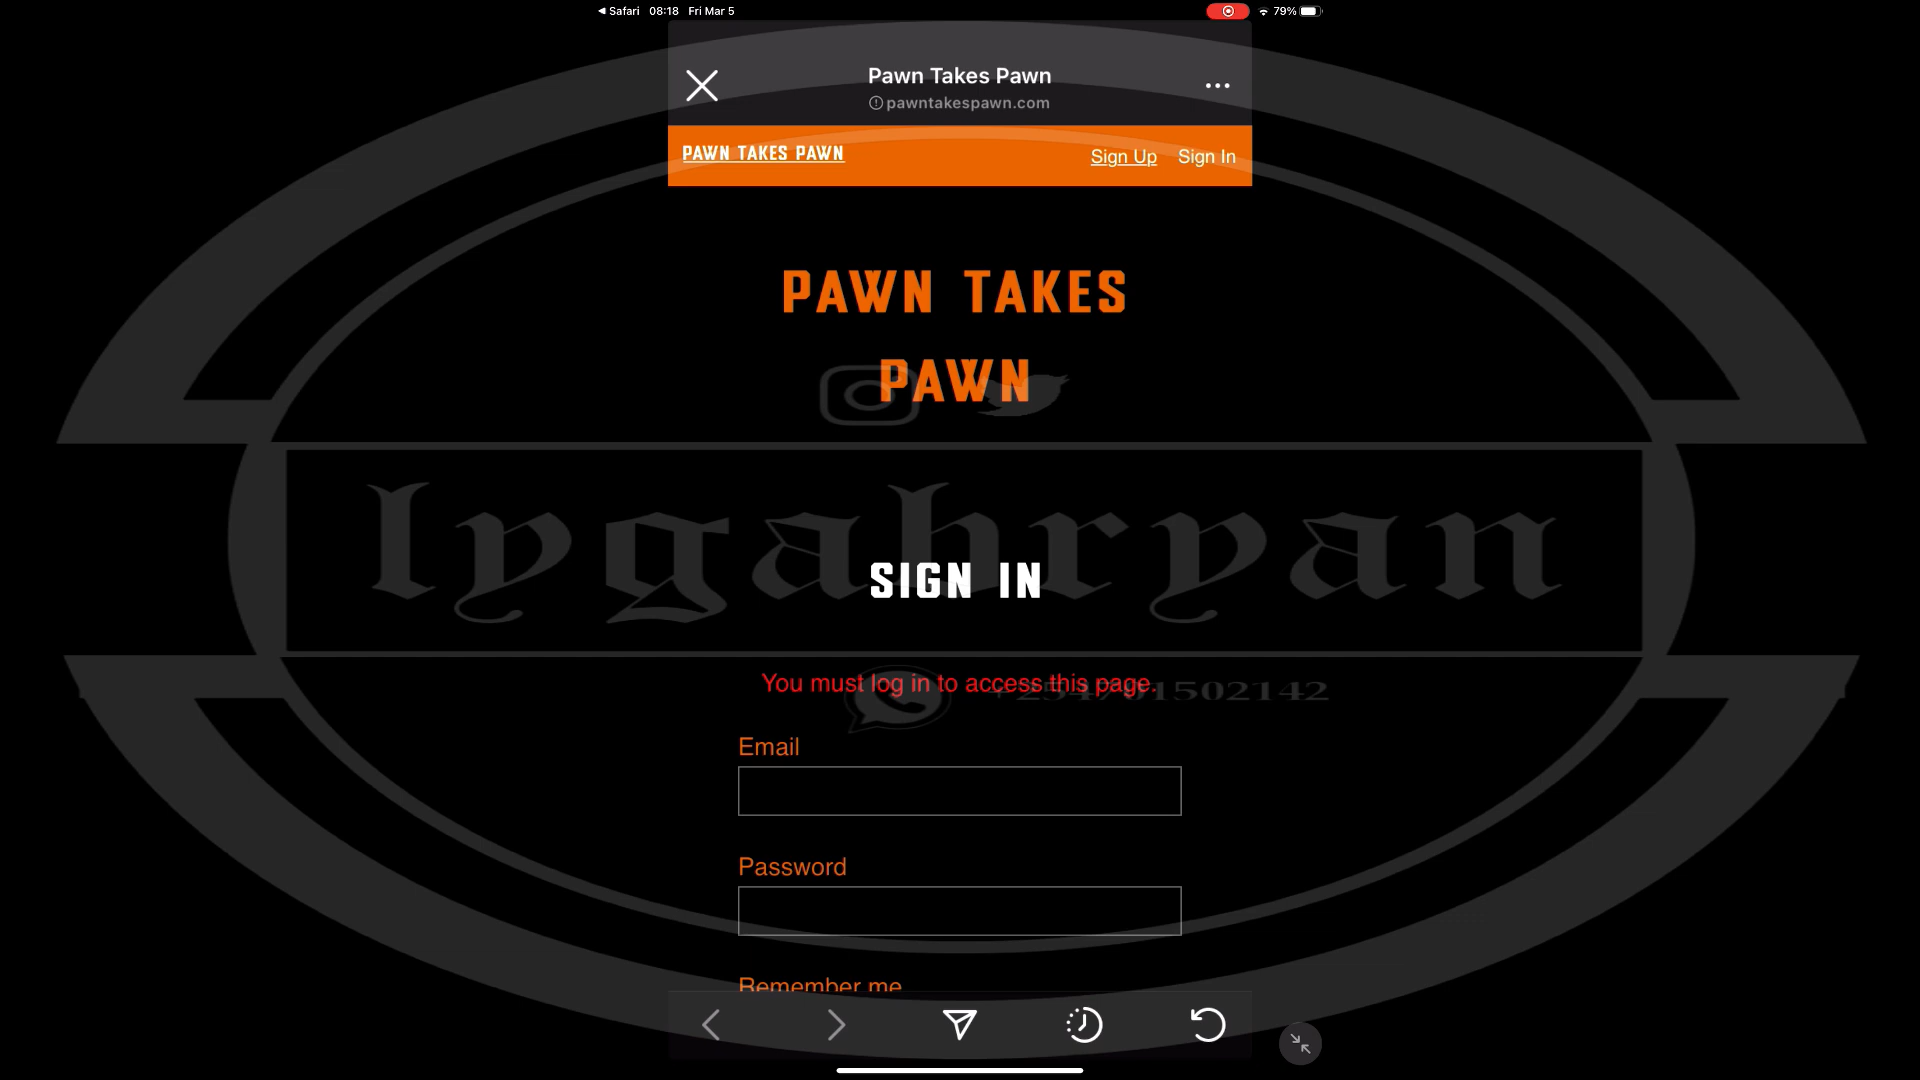 Safari 08:18 Fri Mar 5
79%
Pawn Takes Pawn
pawntakespawn.com
PAWN TAKES PAWN
Sign Up Sign In
PAWN TAKES
PAWN
lygabryan
SIGN IN
You must log in to access this page.
Email
Password
Remember me